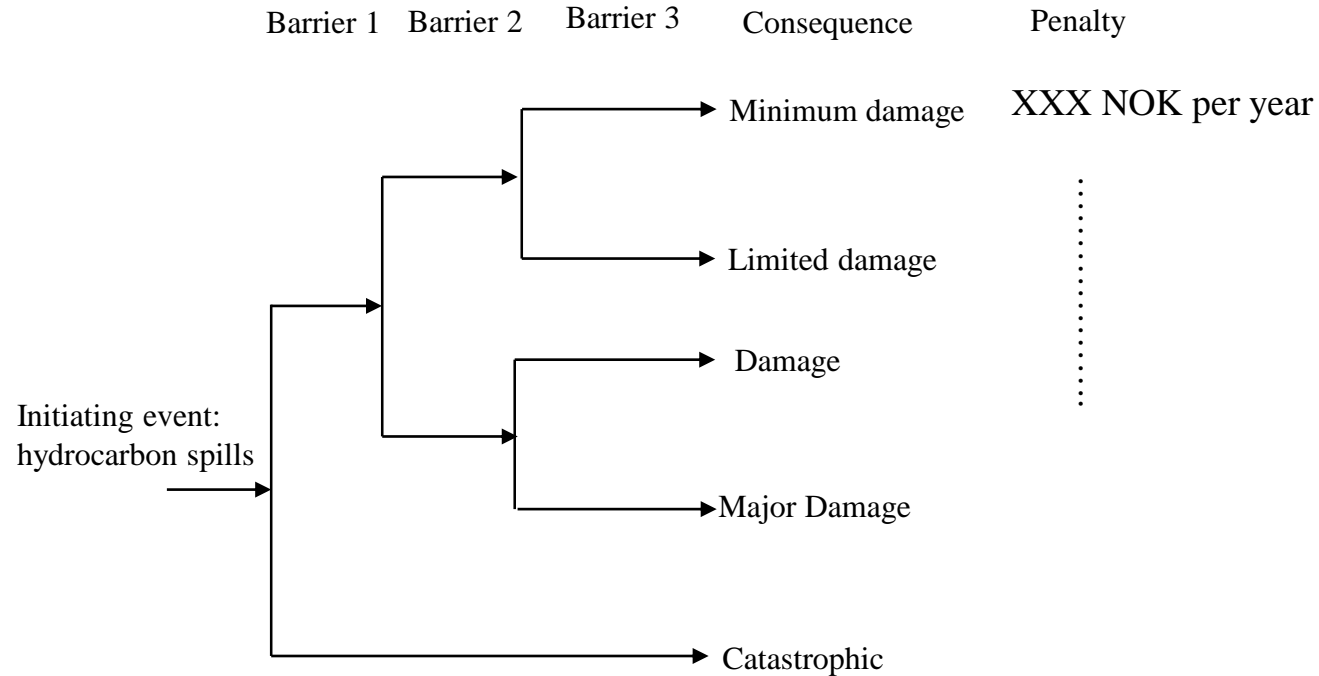 Barrier 1 Barrier 2 Barrier 3 Consequence Penalty
Minimum damage XXX NOK per year
Limited damage
Damage
Initiating event:
hydrocarbon spills
Major Damage
Catastrophic